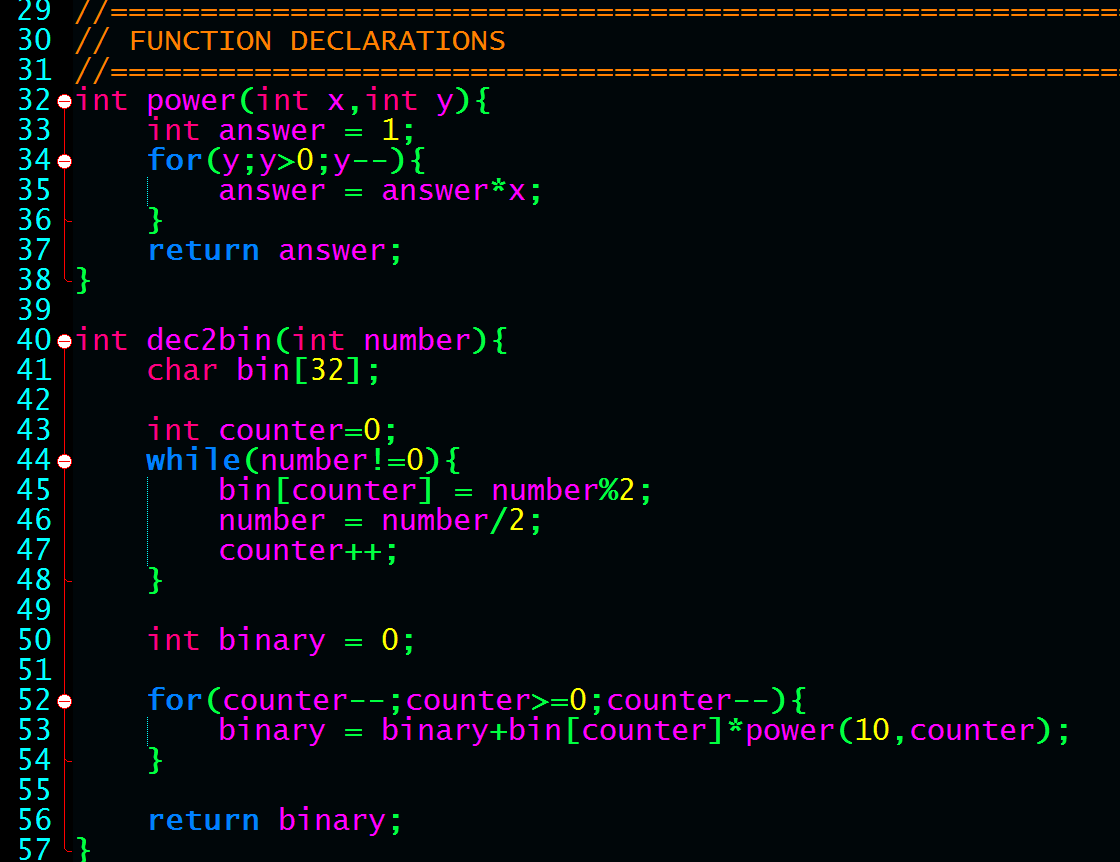 29 //=========================================================
30 // FUNCTION DECLARATIONS
31 //=========================================================
32 int power(int x,int y){
33     int answer = 1;
34     for(y;y>0;y--){
35         answer = answer*x;
36     }
37     return answer;
38 }
39
40 int dec2bin(int number){
41     char bin[32];
42
43     int counter=0;
44     while(number!=0){
45         bin[counter] = number%2;
46         number = number/2;
47         counter++;
48     }
49
50     int binary = 0;
51
52     for(counter--;counter>=0;counter--){
53         binary = binary+bin[counter]*power(10,counter);
54     }
55
56     return binary;
57 }